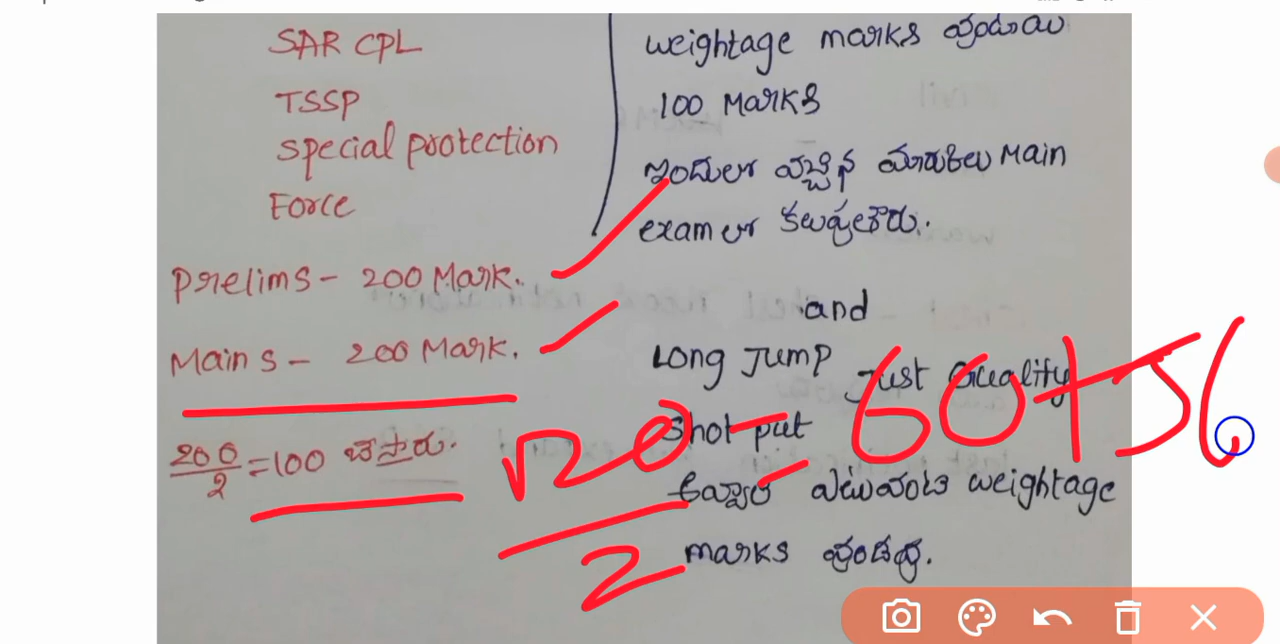 SAR CPL
TSSP
special protection
Force
Prelims - 200 Mark.
Mains - 200 Mark.
200/2 = 100 చేస్తారు.
weightage marks వుంటాయి
100 Marks
ఇందులో వచ్చిన మారుకులు Main
exam లో కలుపుతారు.
and
Long Jump Just Quality
Shot put
ఇవ్వాలి ఎటువంటి weightage
marks వుండవు.
120/2 = 60+56